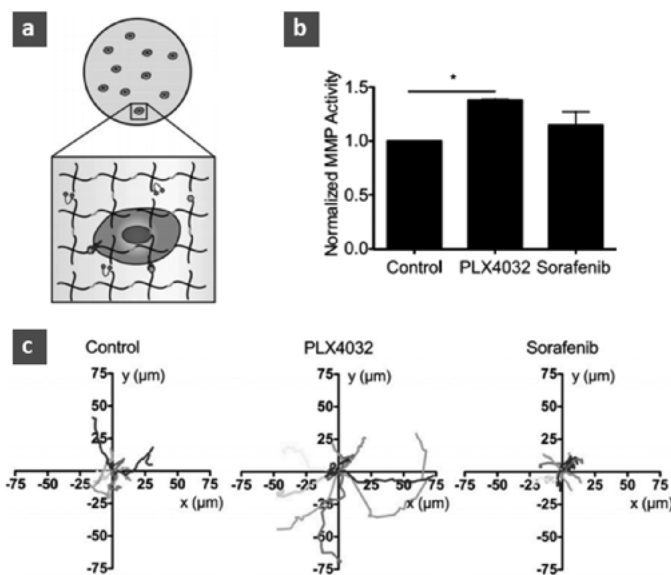 a
b
*
Normalized MMP Activity
1.5
1.0
0.5
0.0
Control PLX4032 Sorafenib
c
Control PLX4032 Sorafenib
75 y (µm) 75 y (µm) 75 y (µm)
50 50 50
25 25 25
-75 -50 -25 25 50 75 -75 -50 -25 25 50 75 -75 -50 -25 25 50 75
-25 x (µm) -25 x (µm) -25 x (µm)
-50 -50 -50
-75 -75 -75